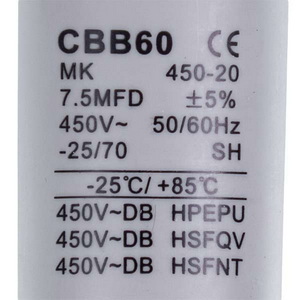 CBB60 CE
MK 450-20
7.5MFD ±5%
450V~ 50/60Hz
-25/70 SH
-25℃/ +85℃
450V~DB HPEPU
450V~DB HSFQV
450V~DB HSFNT